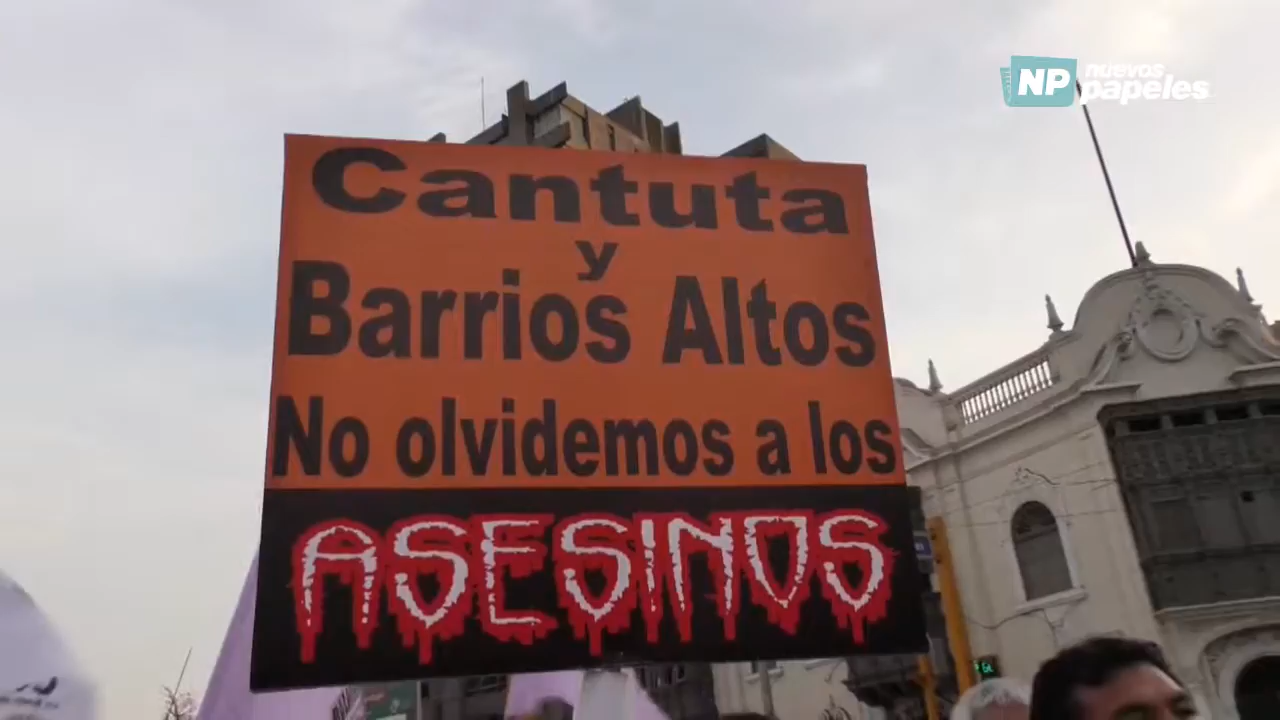 NP nuevos
papeles
Cantuta
y
Barrios Altos
No olvidemos a los
ASESINOS